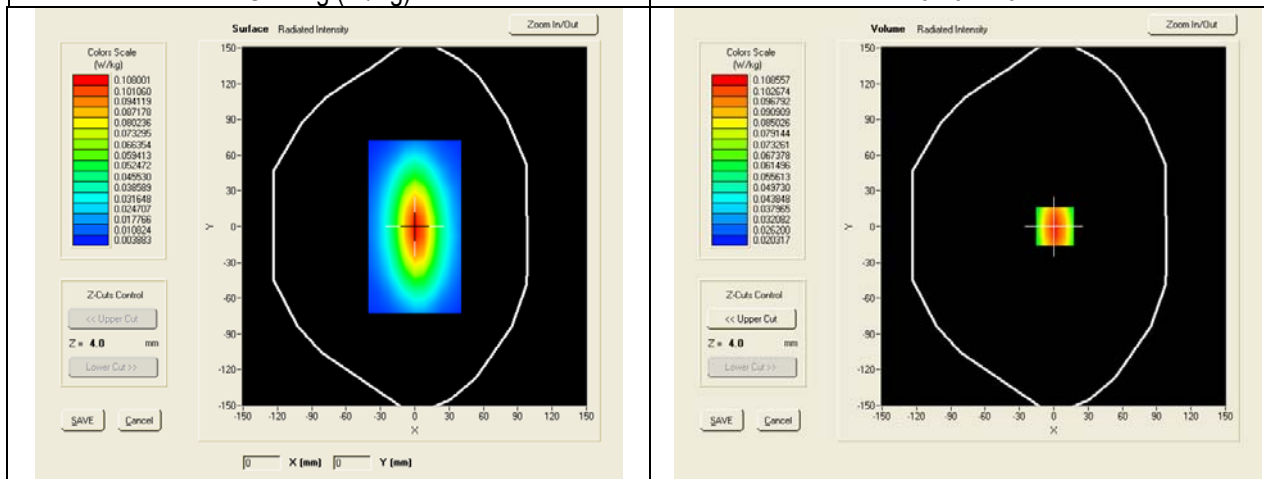 Surface Radiated Intensity
Zoom In/Out
Colors Scale
(W/kg)
0.108001
0.101060
0.094119
0.087178
0.080236
0.073295
0.066354
0.059413
0.052472
0.045530
0.038589
0.031648
0.024707
0.017766
0.010824
0.003883
150
120
90
60
30
0
-30
-60
-90
-120
-150
Y
-150 -120 -90 -60 -30 0 30 60 90 120 150
X
Z-Cuts Control
<< Upper Cut
Z = 4.0 mm
Lower Cut >>
SAVE Cancel
0 X (mm) 0 Y (mm)
Volume Radiated Intensity
Zoom In/Out
Colors Scale
(W/kg)
0.108557
0.102674
0.096792
0.090909
0.085026
0.079144
0.073261
0.067378
0.061496
0.055613
0.049730
0.043848
0.037965
0.032082
0.026200
0.020317
150
120
90
60
30
0
-30
-60
-90
-120
-150
Y
-150 -120 -90 -60 -30 0 30 60 90 120 150
X
Z-Cuts Control
<< Upper Cut
Z = 4.0 mm
Lower Cut >>
SAVE Cancel